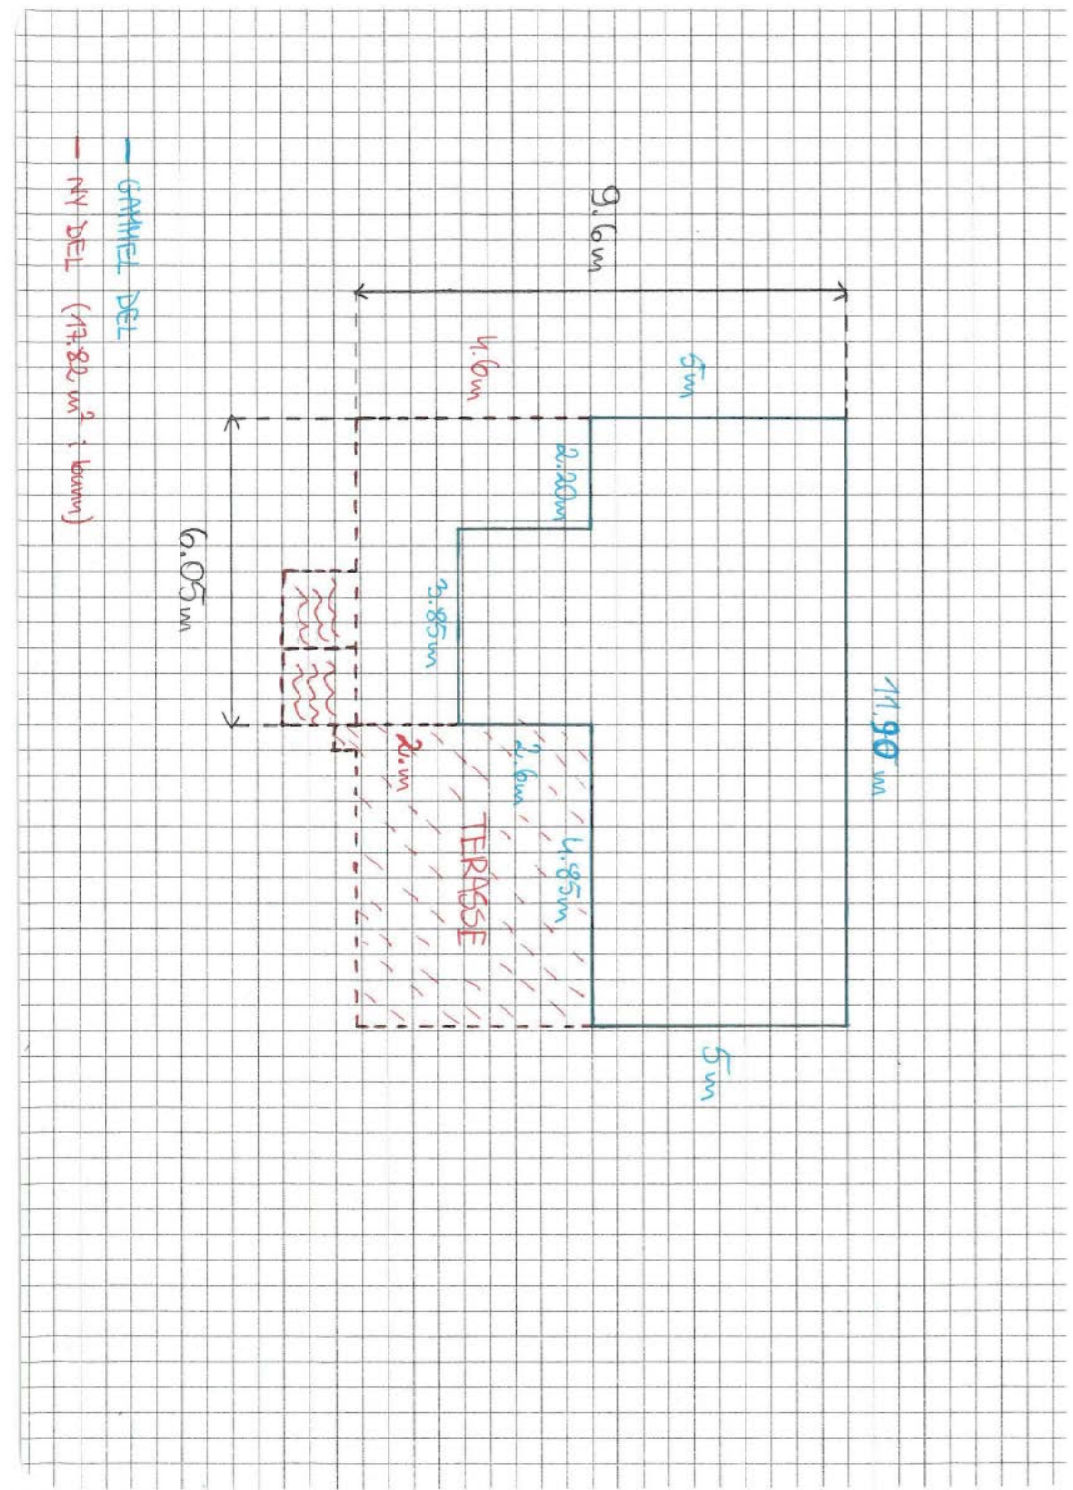 11.90 m
5m
5m
9.6m
4.6m
2.20m
3.85m
2.6m
4.85m
2.m
TERASSE
6.05m
— GAMMEL DEL
— NY DEL (17.82 m² i bunn)